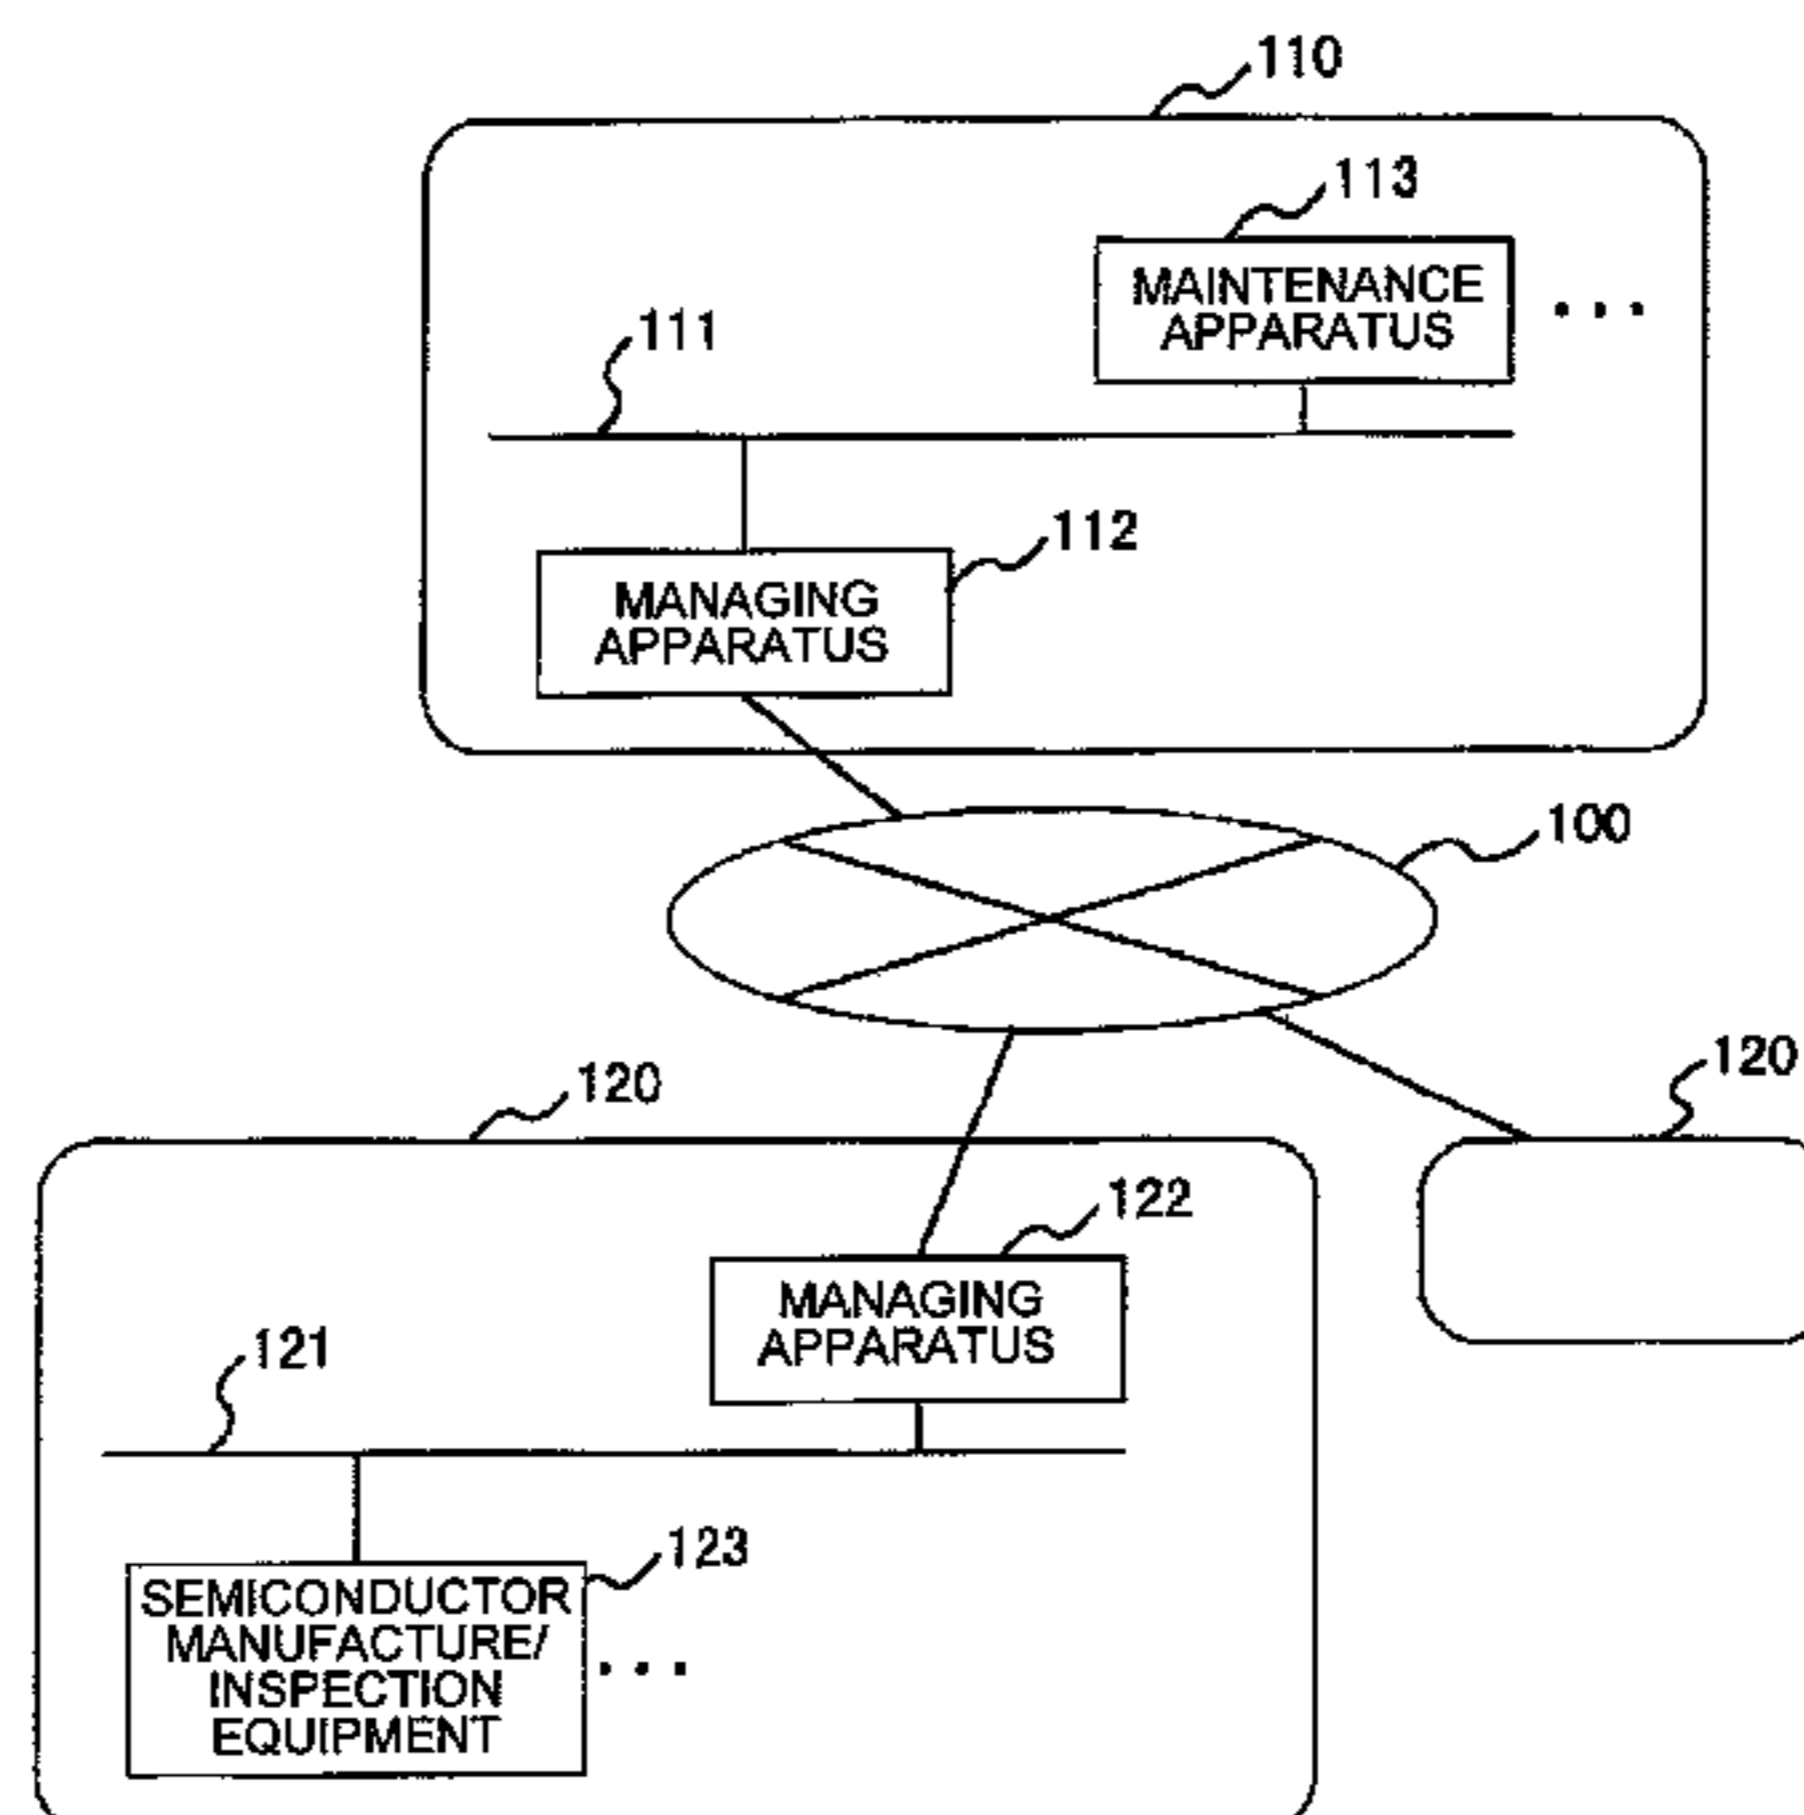 110
113
MAINTENANCE
APPARATUS
. . .
111
112
MANAGING
APPARATUS
100
120
120
122
MANAGING
APPARATUS
121
123
SEMICONDUCTOR
MANUFACTURE/
INSPECTION
EQUIPMENT
. . .